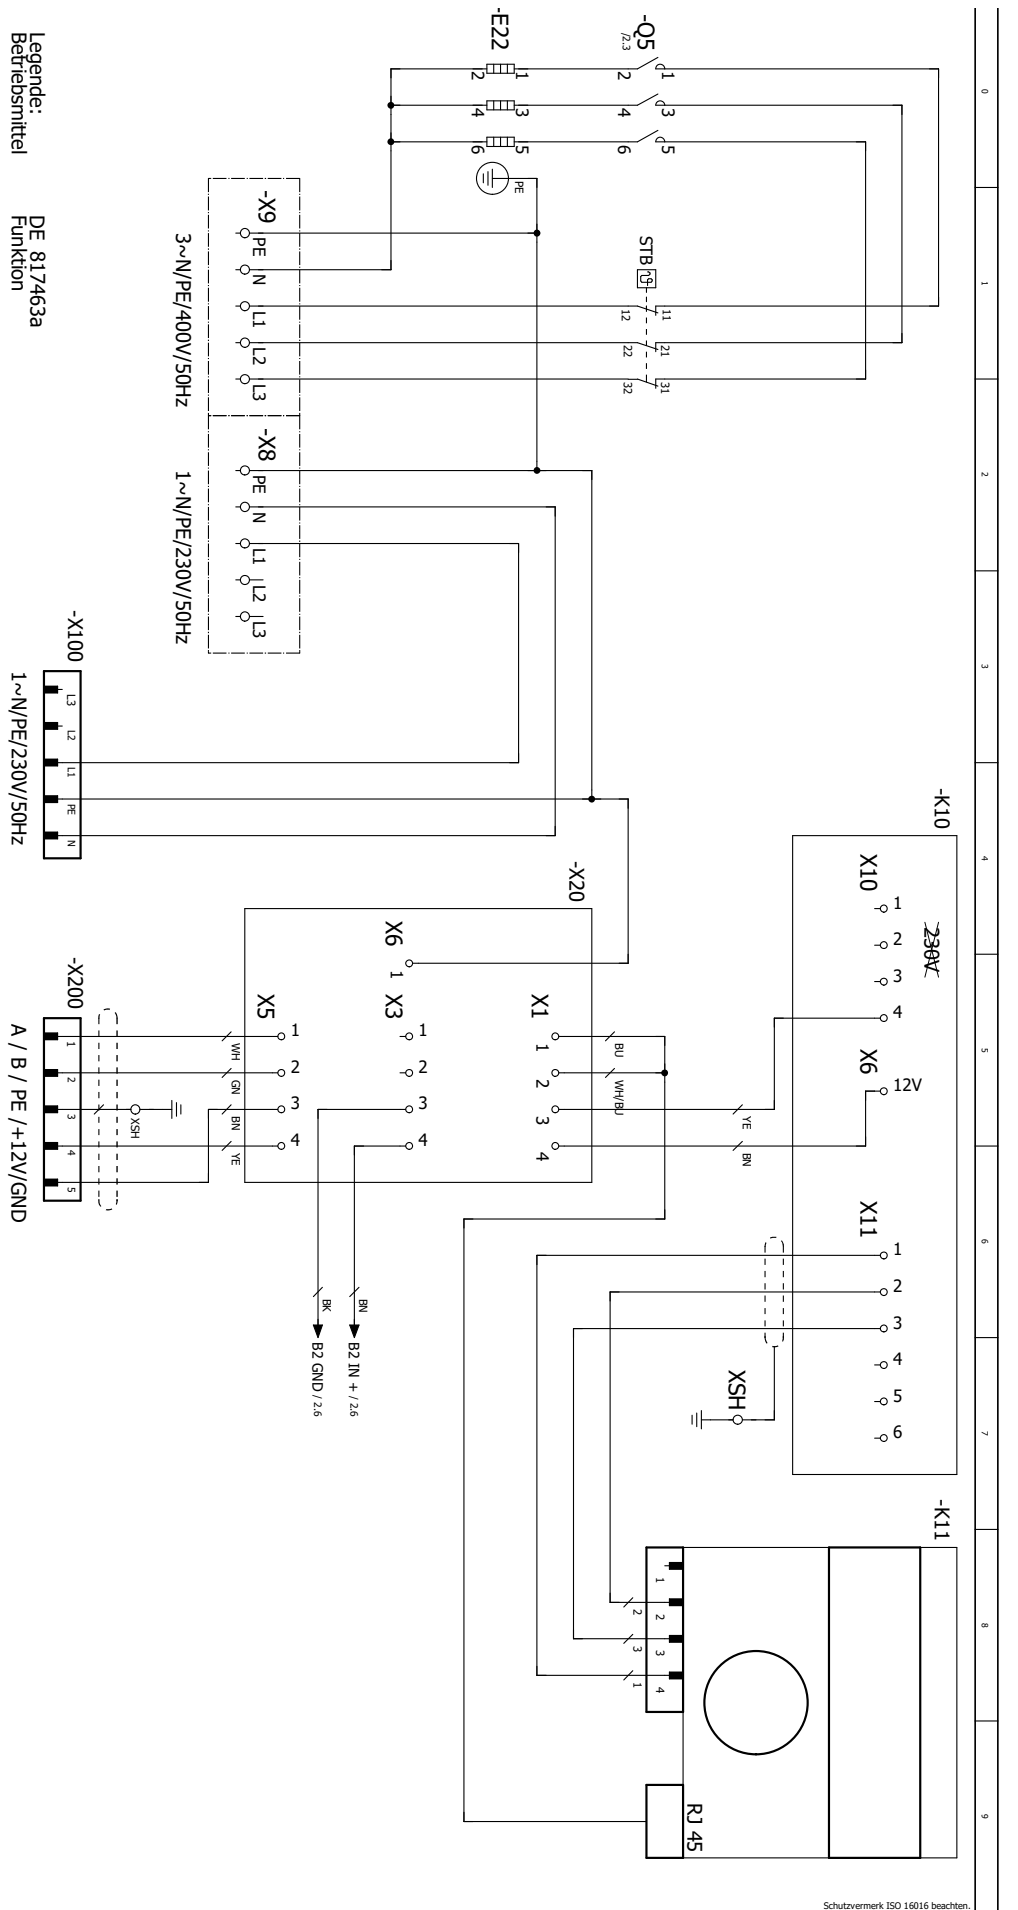 0
1
2
3
4
5
6
7
8
9
-Q5
/2.3
1
2
3
4
5
6
-E22
1
2
3
4
5
6
PE
STB
11
12
21
22
31
32
-X9
PE
N
L1
L2
L3
3~N/PE/400V/50Hz
-X8
PE
N
L1
L2
L3
1~N/PE/230V/50Hz
-X100
L3
L2
L1
PE
N
1~N/PE/230V/50Hz
-K10
X10
230V
1
2
3
4
X6
12V
X11
1
2
3
4
5
6
XSH
YE
BN
-X20
X6
1
X1
1
2
3
4
BU
WH/BU
X3
1
2
3
4
X5
1
2
3
4
WH
GN
BN
YE
-X200
1
2
3
4
5
XSH
A / B / PE /+12V/GND
BK
BN
B2 GND / 2.6
B2 IN + / 2.6
-K11
1
2
3
4
2
3
1
RJ 45
Legende:
Betriebsmittel
DE 817463a
Funktion
Schutzvermerk ISO 16016 beachten.